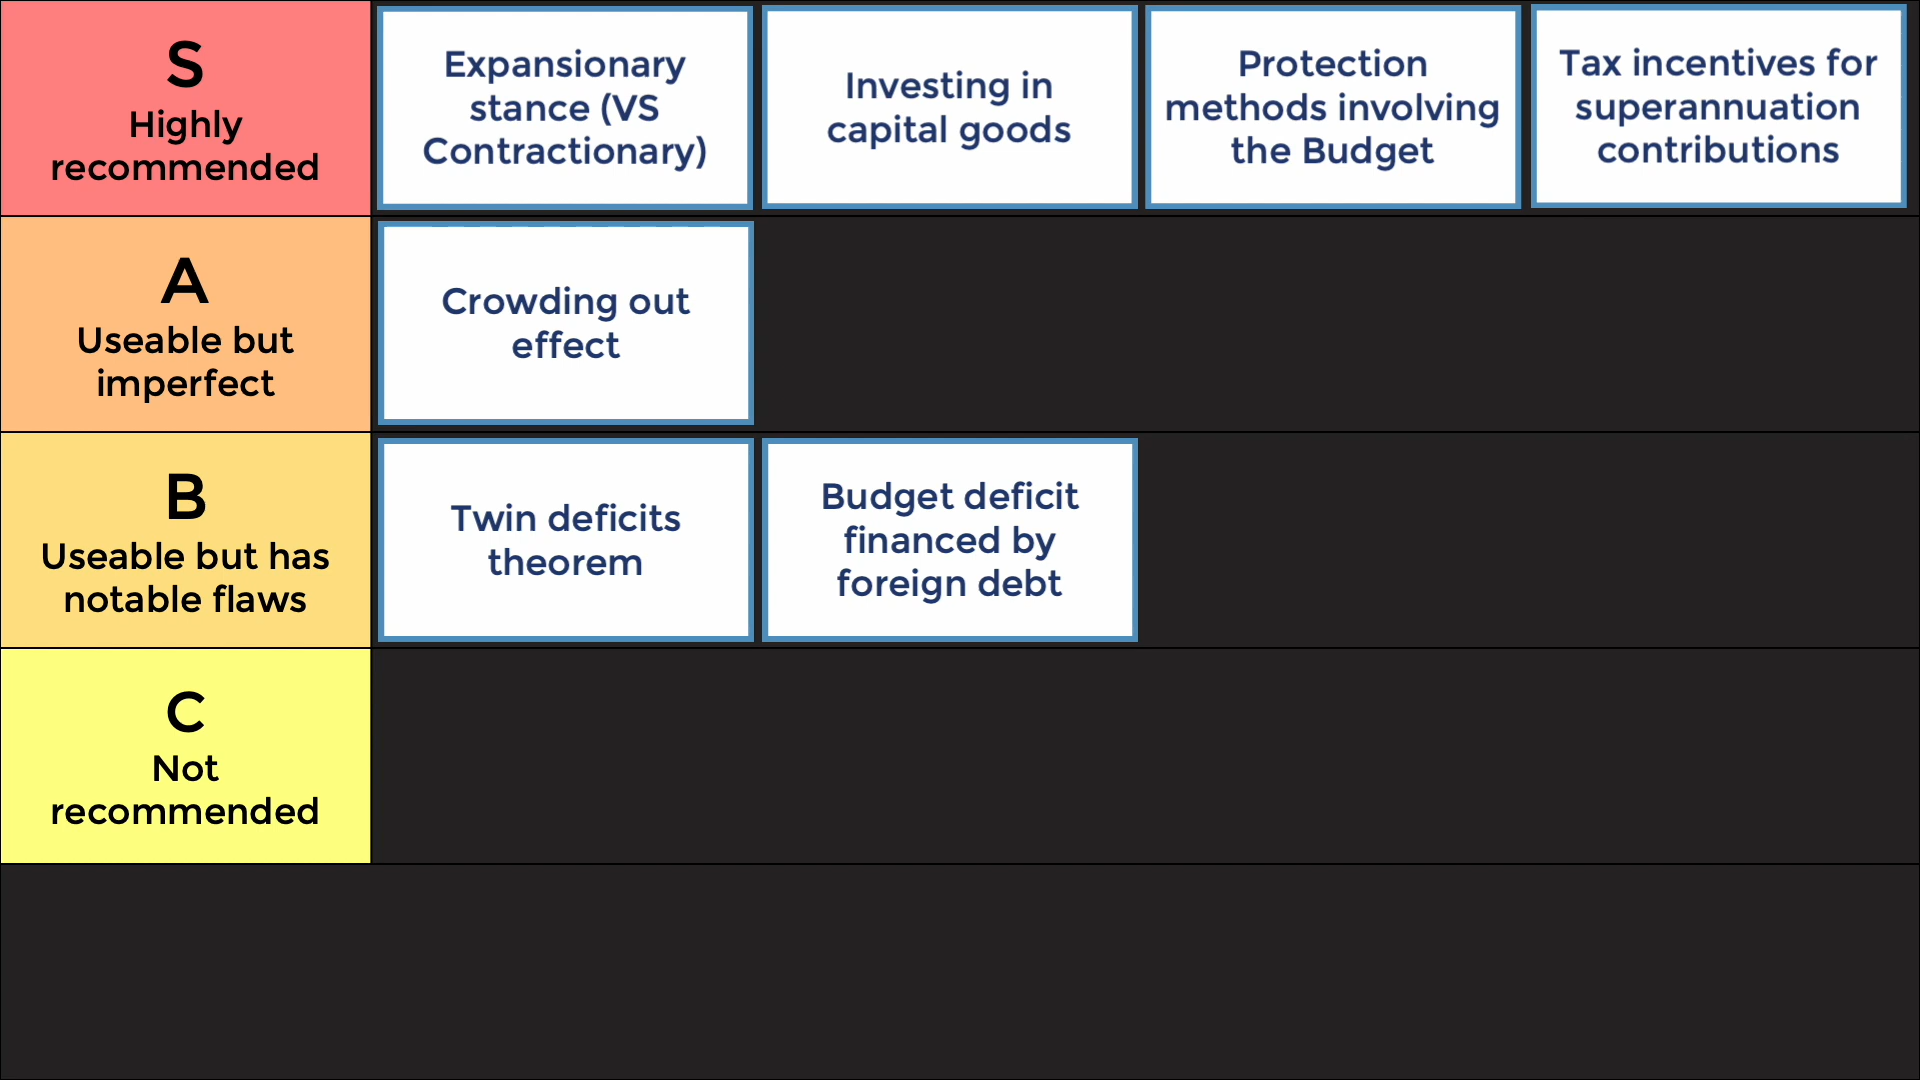 S
Highly
recommended
Expansionary
stance (VS
Contractionary)
Investing in
capital goods
Protection
methods involving
the Budget
Tax incentives for
superannuation
contributions
A
Useable but
imperfect
Crowding out
effect
B
Useable but has
notable flaws
Twin deficits
theorem
Budget deficit
financed by
foreign debt
C
Not
recommended